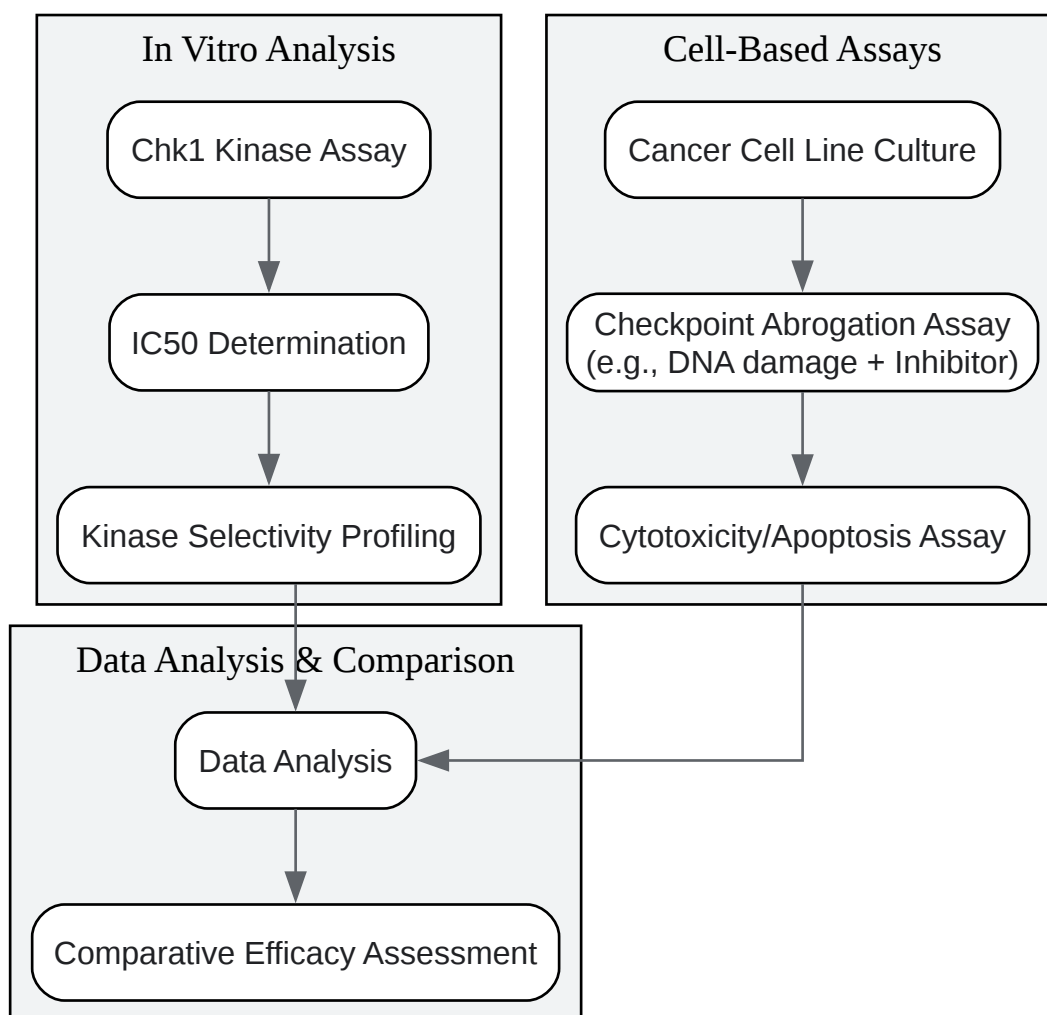 In Vitro Analysis
Chk1 Kinase Assay
IC50 Determination
Kinase Selectivity Profiling
Cell-Based Assays
Cancer Cell Line Culture
Checkpoint Abrogation Assay
(e.g., DNA damage + Inhibitor)
Cytotoxicity/Apoptosis Assay
Data Analysis & Comparison
Data Analysis
Comparative Efficacy Assessment